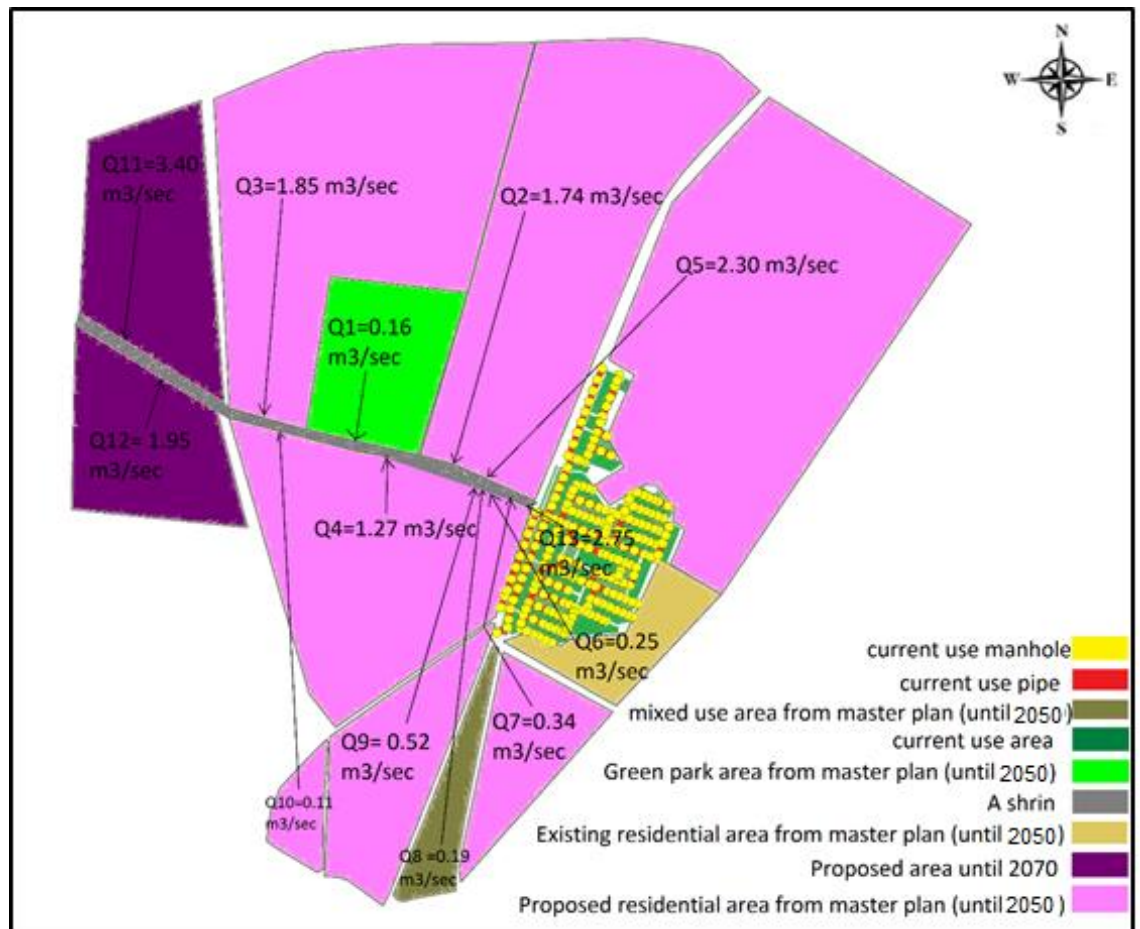 N
W E
S
Q11=3.40
m3/sec
Q3=1.85 m3/sec
Q2=1.74 m3/sec
Q5=2.30 m3/sec
Q1=0.16
m3/sec
Q12= 1.95
m3/sec
Q4=1.27 m3/sec
Q13=2.75
m3/sec
Q6=0.25
m3/sec
Q7=0.34
m3/sec
Q9= 0.52
m3/sec
Q10=0.11
m3/sec
Q8 =0.19
m3/sec
current use manhole
current use pipe
mixed use area from master plan (until 2050)
current use area
Green park area from master plan (until 2050)
A shrin
Existing residential area from master plan (until 2050)
Proposed area until 2070
Proposed residential area from master plan (until 2050 )